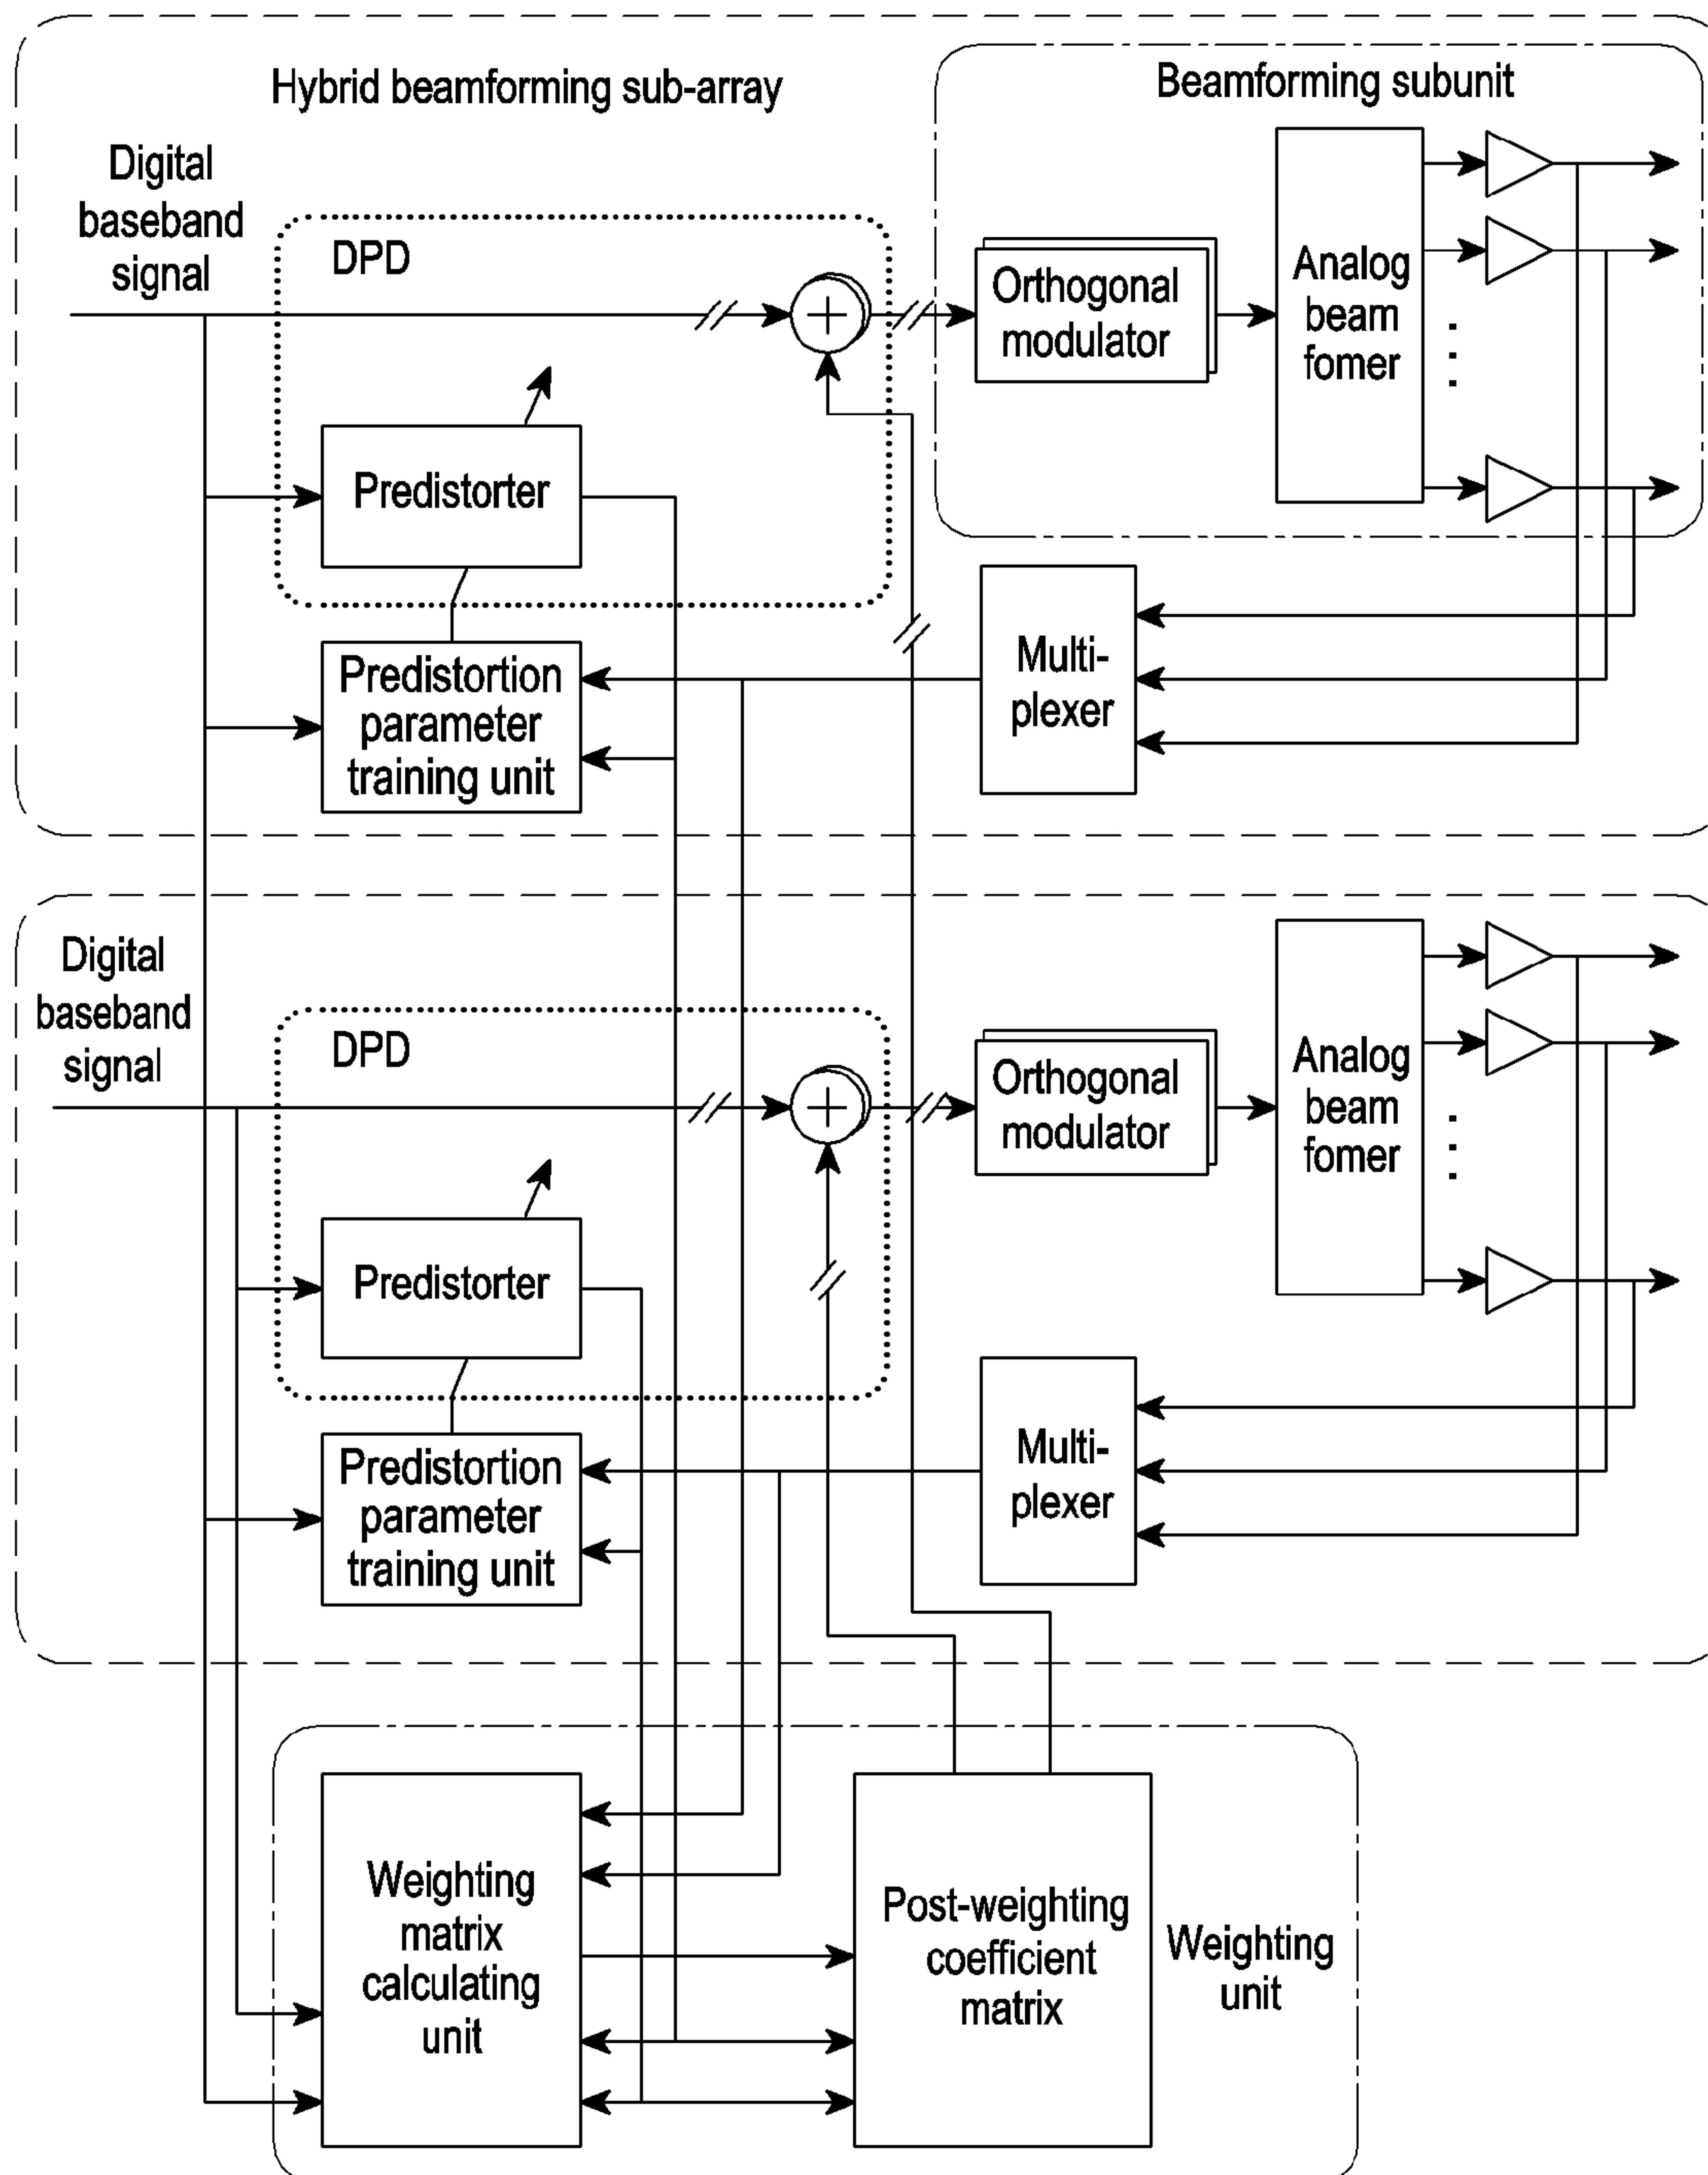 Hybrid beamforming sub-array
Beamforming subunit
Digital
baseband
signal
DPD
Orthogonal
modulator
Analog
beam
fomer
Predistorter
Predistortion
parameter
training unit
Multi-
plexer
Digital
baseband
signal
DPD
Orthogonal
modulator
Analog
beam
fomer
Predistorter
Predistortion
parameter
training unit
Multi-
plexer
Weighting
matrix
calculating
unit
Post-weighting
coefficient
matrix
Weighting
unit